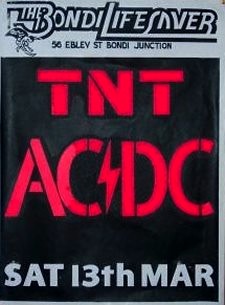 THE BONDI LIFESAVER
56 EBLEY ST BONDI JUNCTION
TNT
AC⚡DC
SAT 13th MAR